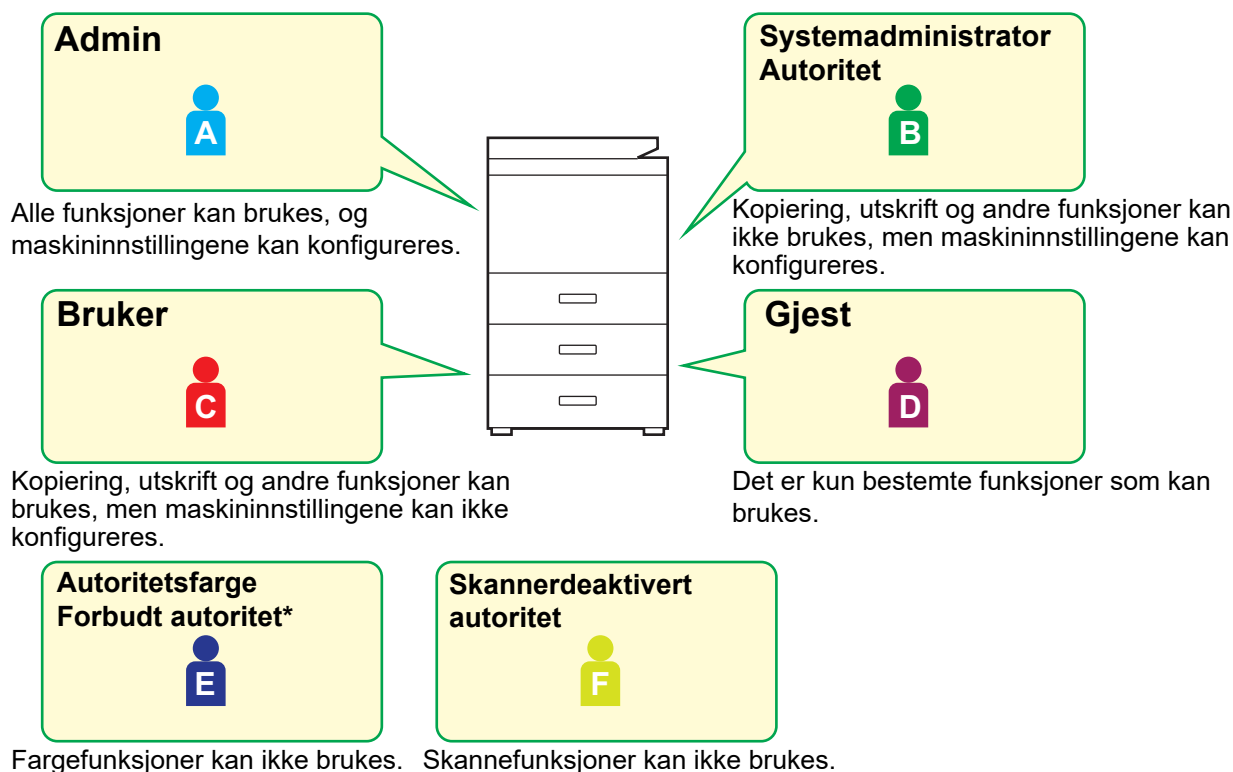 Admin
A
Alle funksjoner kan brukes, og
maskininnstillingene kan konfigureres.
Systemadministrator
Autoritet
B
Kopiering, utskrift og andre funksjoner kan
ikke brukes, men maskininnstillingene kan
konfigureres.
Bruker
C
Kopiering, utskrift og andre funksjoner kan
brukes, men maskininnstillingene kan ikke
konfigureres.
Gjest
D
Det er kun bestemte funksjoner som kan
brukes.
Autoritetsfarge
Forbudt autoritet*
E
Fargefunksjoner kan ikke brukes.
Skannerdeaktivert
autoritet
F
Skannefunksjoner kan ikke brukes.